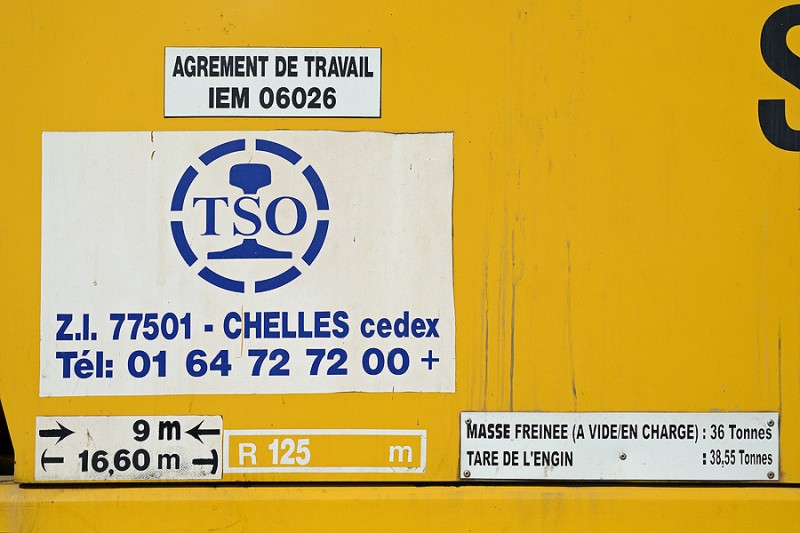 AGREMENT DE TRAVAIL
IEM 06026
S
TSO
Z.I. 77501 - CHELLES cedex
Tél: 01 64 72 72 00 +
9 m
16,60 m
R 125 m
MASSE FREINEE (A VIDE/EN CHARGE) : 36 Tonnes
TARE DE L'ENGIN : 38,55 Tonnes